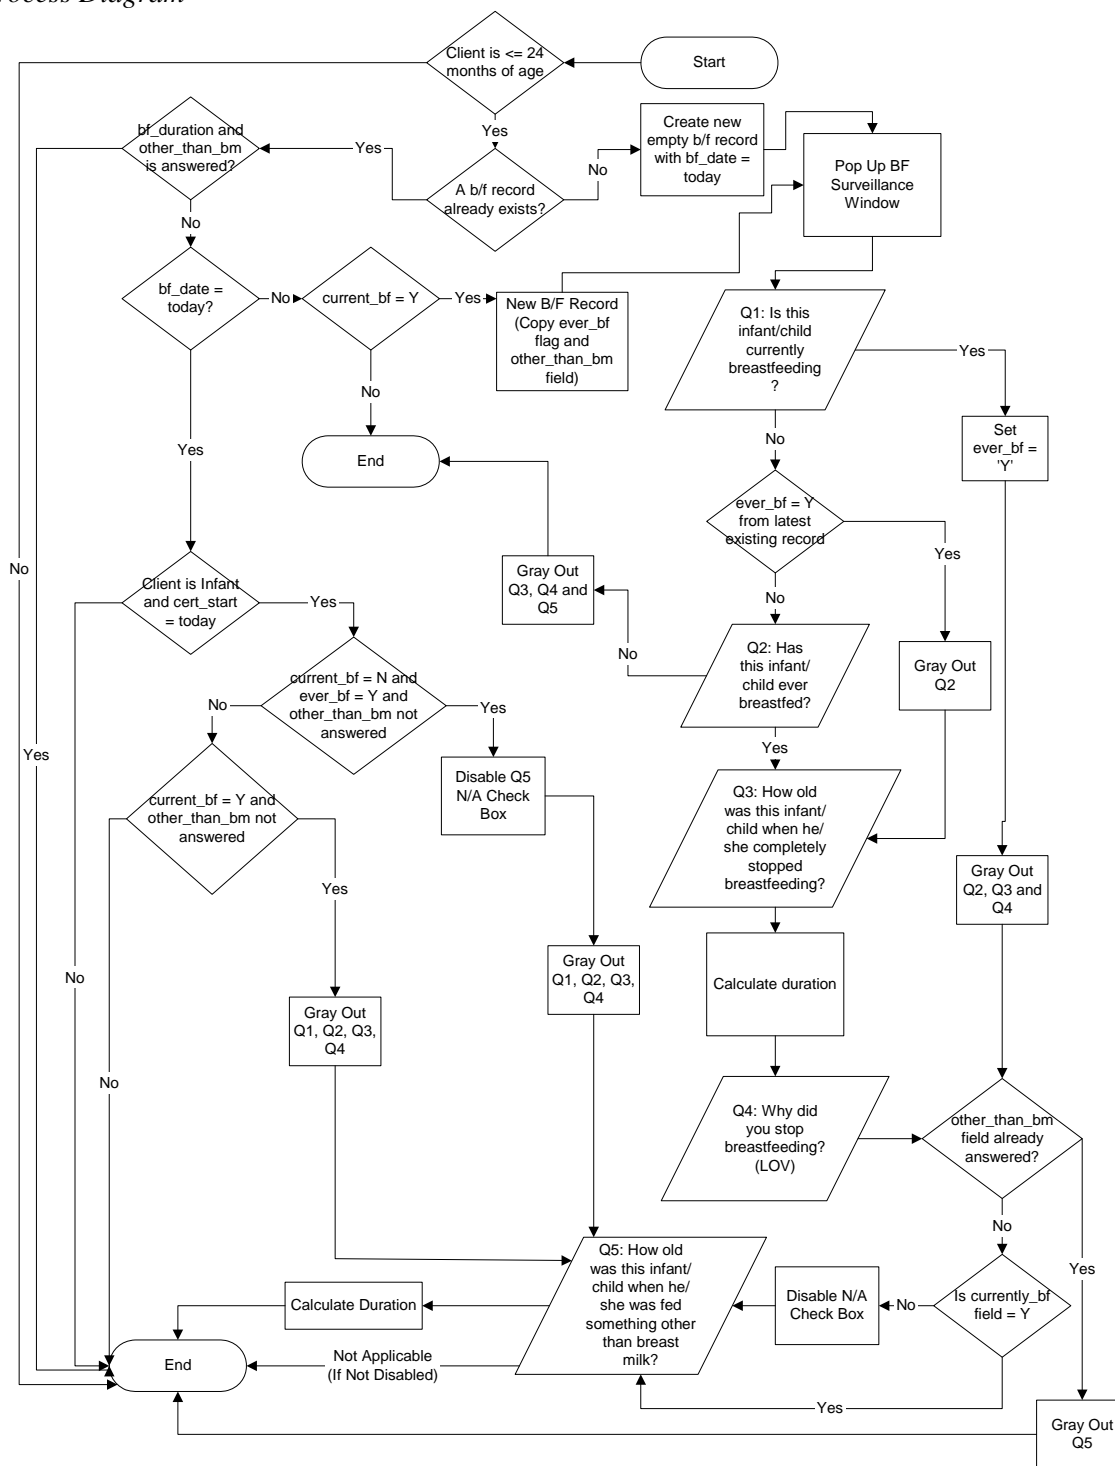 Process Diagram
Client is <= 24
months of age
Start
bf_duration and
other_than_bm
is answered?
Yes
Yes
A b/f record
already exists?
No
Create new
empty b/f record
with bf_date =
today
Pop Up BF
Surveillance
Window
No
bf_date =
today?
No
current_bf = Y
Yes
New B/F Record
(Copy ever_bf
flag and
other_than_bm
field)
Q1: Is this
infant/child
currently
breastfeeding
?
Yes
No
End
Yes
No
Set
ever_bf =
'Y'
ever_bf = Y
from latest
existing record
Yes
No
Client is Infant
and cert_start
= today
Yes
Gray Out
Q3, Q4 and
Q5
No
No
Q2: Has
this infant/
child ever
breastfed?
Gray Out
Q2
current_bf = N and
ever_bf = Y and
other_than_bm not
answered
No
Yes
Yes
Yes
Disable Q5
N/A Check
Box
current_bf = Y and
other_than_bm not
answered
Q3: How old
was this infant/
child when he/
she completely
stopped
breastfeeding?
Gray Out
Q2, Q3 and
Q4
Yes
No
Gray Out
Q1, Q2, Q3,
Q4
Gray Out
Q1, Q2, Q3,
Q4
Calculate duration
No
Q4: Why did
you stop
breastfeeding?
(LOV)
other_than_bm
field already
answered?
No
Yes
Q5: How old
was this infant/
child when he/
she was fed
something other
than breast
milk?
Disable N/A
Check Box
No
Is currently_bf
field = Y
Calculate Duration
End
Not Applicable
(If Not Disabled)
Yes
Gray Out
Q5